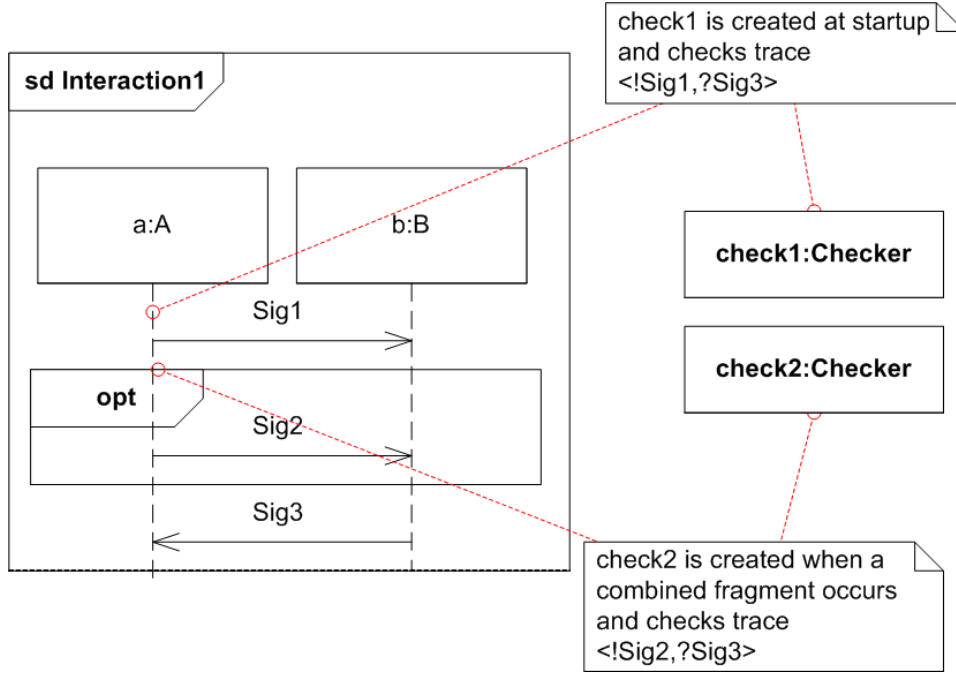 check1 is created at startup
and checks trace
<!Sig1,?Sig3>
sd Interaction1
a:A
b:B
check1:Checker
Sig1
check2:Checker
opt
Sig2
Sig3
check2 is created when a
combined fragment occurs
and checks trace
<!Sig2,?Sig3>